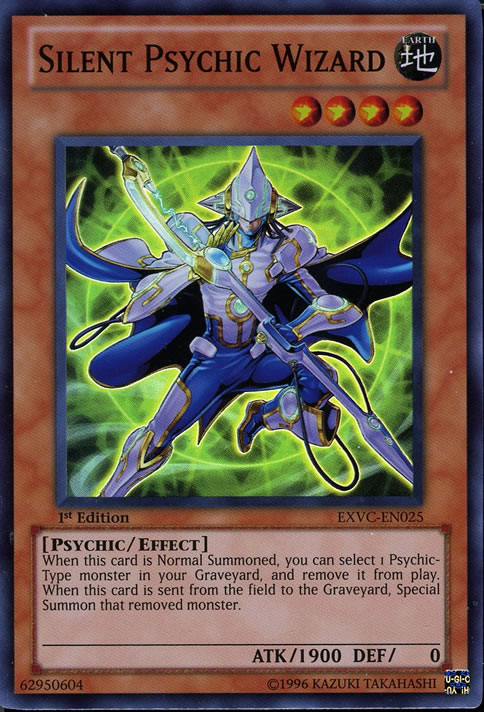 SILENT PSYCHIC WIZARD
EARTH
地
1st Edition
EXVC-EN025
[PSYCHIC/EFFECT]
When this card is Normal Summoned, you can select 1 Psychic-
Type monster in your Graveyard, and remove it from play.
When this card is sent from the field to the Graveyard, Special
Summon that removed monster.
ATK/1900 DEF/ 0
62950604
©1996 KAZUKI TAKAHASHI